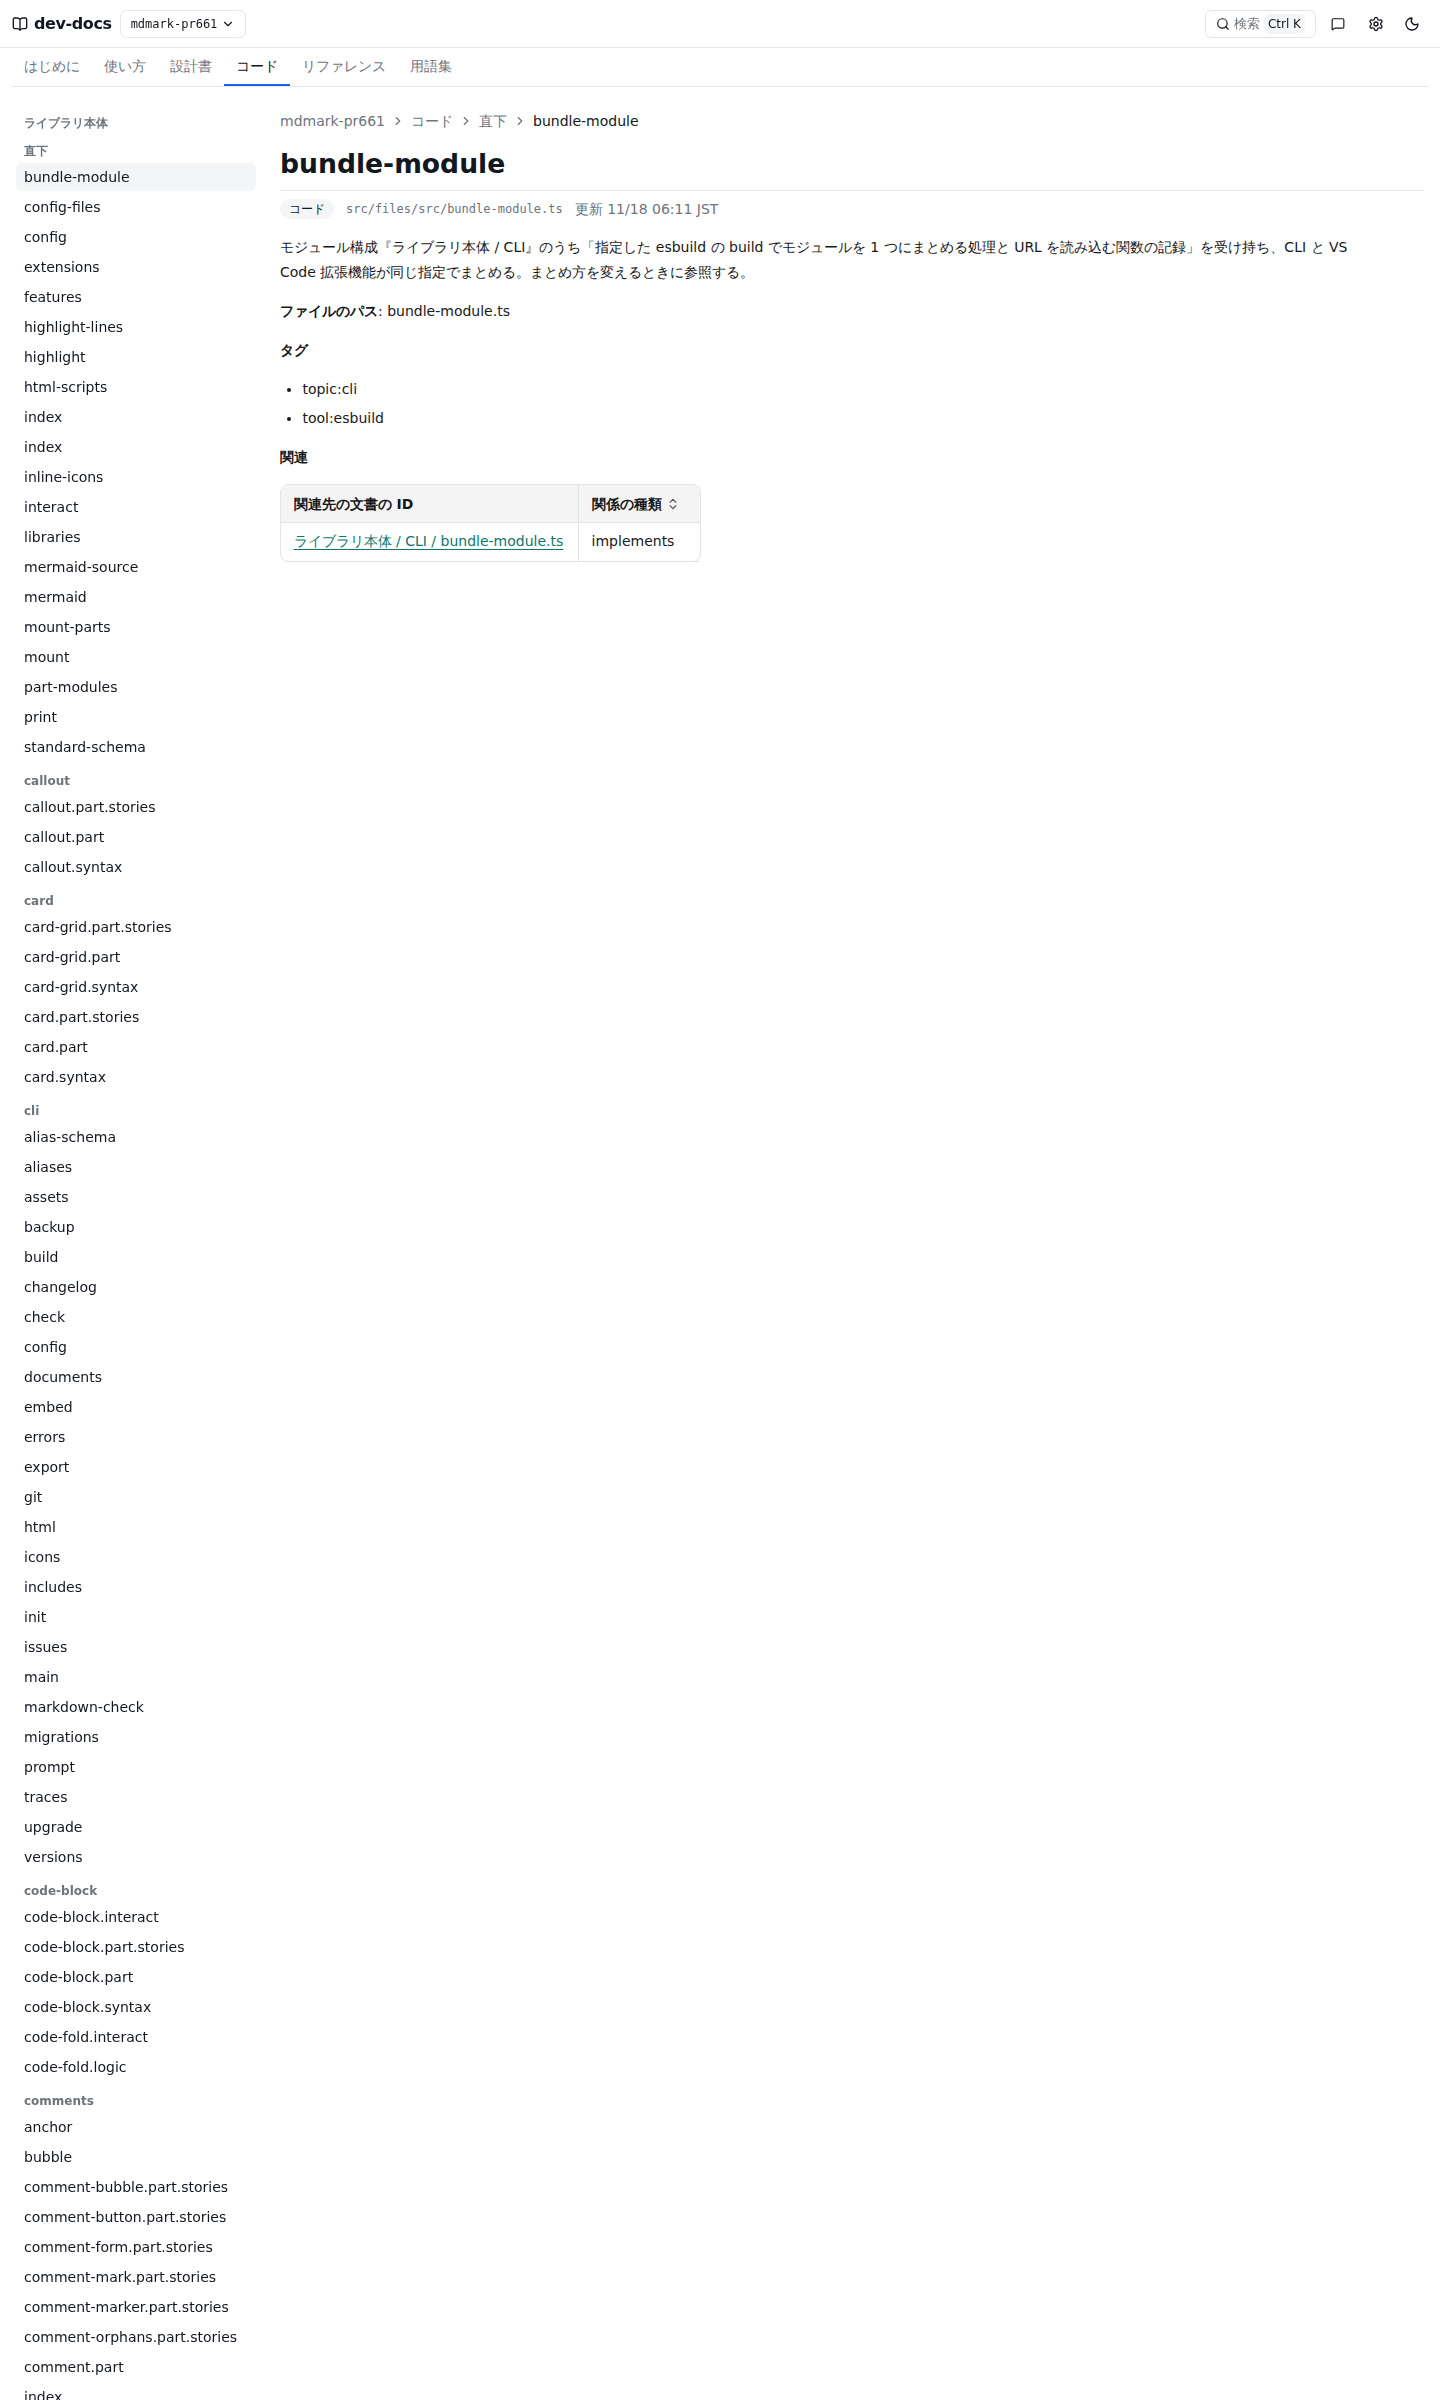 dev-docs
mdmark-pr661
検索 Ctrl K
はじめに
使い方
設計書
コード
リファレンス
用語集
ライブラリ本体
直下
bundle-module
config-files
config
extensions
features
highlight-lines
highlight
html-scripts
index
index
inline-icons
interact
libraries
mermaid-source
mermaid
mount-parts
mount
part-modules
print
standard-schema
callout
callout.part.stories
callout.part
callout.syntax
card
card-grid.part.stories
card-grid.part
card-grid.syntax
card.part.stories
card.part
card.syntax
cli
alias-schema
aliases
assets
backup
build
changelog
check
config
documents
embed
errors
export
git
html
icons
includes
init
issues
main
markdown-check
migrations
prompt
traces
upgrade
versions
code-block
code-block.interact
code-block.part.stories
code-block.part
code-block.syntax
code-fold.interact
code-fold.logic
comments
anchor
bubble
comment-bubble.part.stories
comment-button.part.stories
comment-form.part.stories
comment-mark.part.stories
comment-marker.part.stories
comment-orphans.part.stories
comment.part
index
mdmark-pr661 > コード > 直下 > bundle-module
bundle-module
コード src/files/src/bundle-module.ts 更新 11/18 06:11 JST
モジュール構成『ライブラリ本体 / CLI』のうち「指定した esbuild の build でモジュールを 1 つにまとめる処理と URL を読み込む関数の記録」を受け持ち、CLI と VS
Code 拡張機能が同じ指定でまとめる。まとめ方を変えるときに参照する。
ファイルのパス: bundle-module.ts
タグ
• topic:cli
• tool:esbuild
関連
関連先の文書の ID 関係の種類
ライブラリ本体 / CLI / bundle-module.ts implements